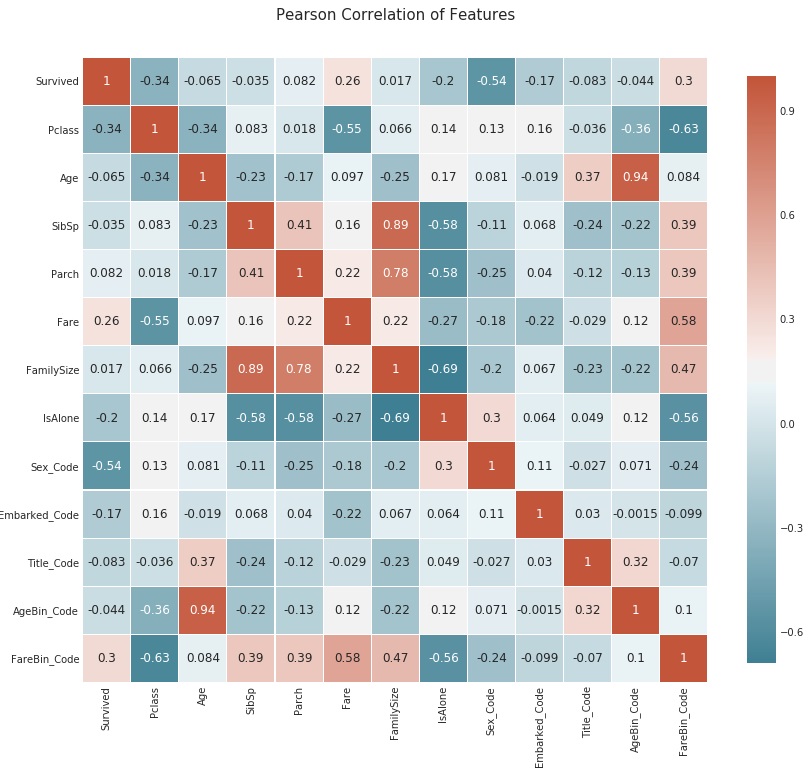 Pearson Correlation of Features
Survived 1 -0.34 -0.065 -0.035 0.082 0.26 0.017 -0.2 -0.54 -0.17 -0.083 -0.044 0.3
Pclass -0.34 1 -0.34 0.083 0.018 -0.55 0.066 0.14 0.13 0.16 -0.036 -0.36 -0.63
Age -0.065 -0.34 1 -0.23 -0.17 0.097 -0.25 0.17 0.081 -0.019 0.37 0.94 0.084
SibSp -0.035 0.083 -0.23 1 0.41 0.16 0.89 -0.58 -0.11 0.068 -0.24 -0.22 0.39
Parch 0.082 0.018 -0.17 0.41 1 0.22 0.78 -0.58 -0.25 0.04 -0.12 -0.13 0.39
Fare 0.26 -0.55 0.097 0.16 0.22 1 0.22 -0.27 -0.18 -0.22 -0.029 0.12 0.58
FamilySize 0.017 0.066 -0.25 0.89 0.78 0.22 1 -0.69 -0.2 0.067 -0.23 -0.22 0.47
IsAlone -0.2 0.14 0.17 -0.58 -0.58 -0.27 -0.69 1 0.3 0.064 0.049 0.12 -0.56
Sex_Code -0.54 0.13 0.081 -0.11 -0.25 -0.18 -0.2 0.3 1 0.11 -0.027 0.071 -0.24
Embarked_Code -0.17 0.16 -0.019 0.068 0.04 -0.22 0.067 0.064 0.11 1 0.03 -0.0015 -0.099
Title_Code -0.083 -0.036 0.37 -0.24 -0.12 -0.029 -0.23 0.049 -0.027 0.03 1 0.32 -0.07
AgeBin_Code -0.044 -0.36 0.94 -0.22 -0.13 0.12 -0.22 0.12 0.071 -0.0015 0.32 1 0.1
FareBin_Code 0.3 -0.63 0.084 0.39 0.39 0.58 0.47 -0.56 -0.24 -0.099 -0.07 0.1 1
Survived Pclass Age SibSp Parch Fare FamilySize IsAlone Sex_Code Embarked_Code Title_Code AgeBin_Code FareBin_Code
0.9
0.6
0.3
0.0
−0.3
−0.6